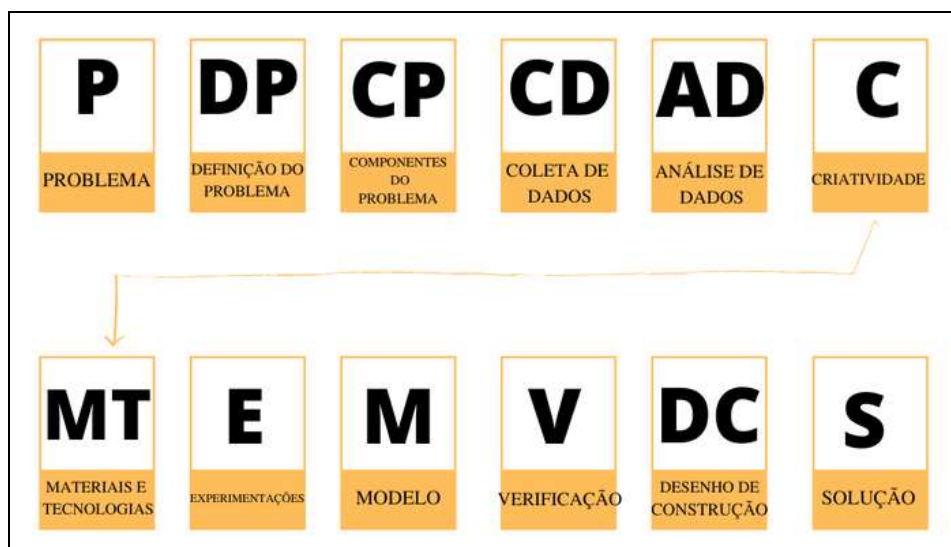 P
PROBLEMA
DP
DEFINIÇÃO DO
PROBLEMA
CP
COMPONENTES
DO
PROBLEMA
CD
COLETA DE
DADOS
AD
ANÁLISE DE
DADOS
C
CRIATIVIDADE
MT
MATERIAIS E
TECNOLOGIAS
E
EXPERIMENTAÇÕES
M
MODELO
V
VERIFICAÇÃO
DC
DESENHO DE
CONSTRUÇÃO
S
SOLUÇÃO